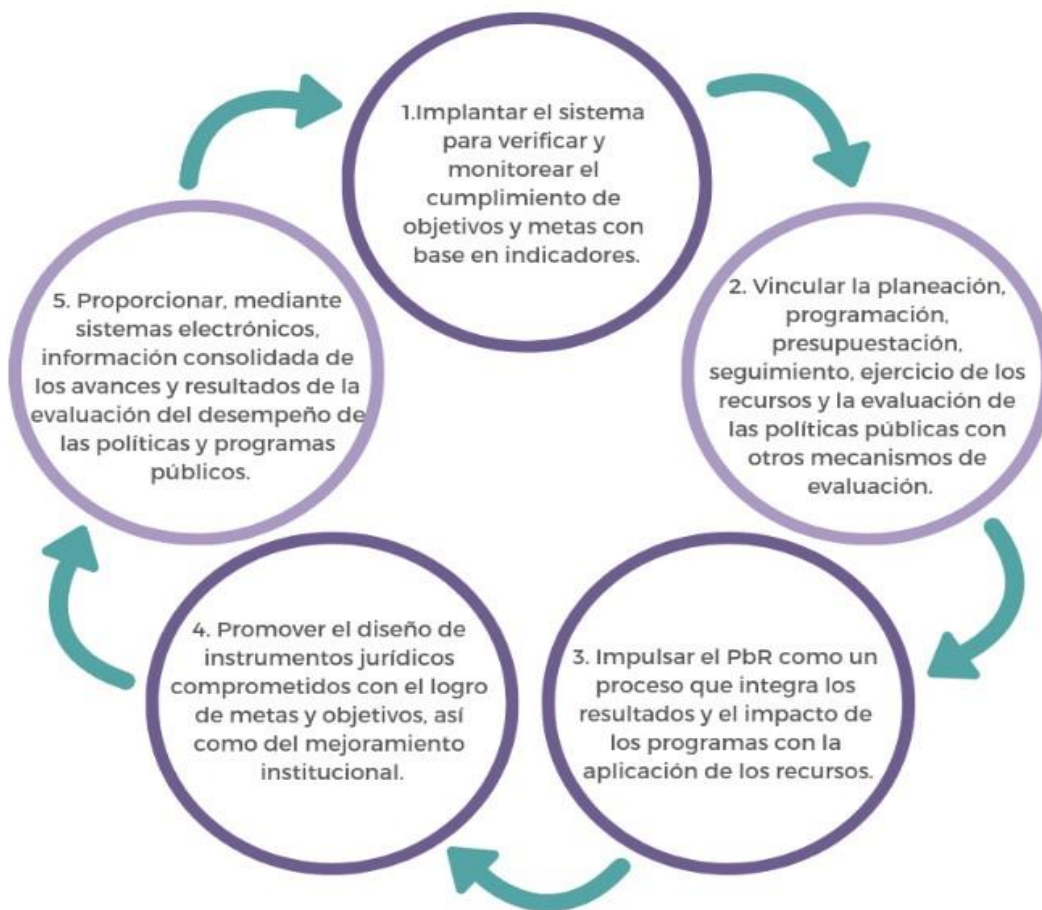 1.Implantar el sistema
para verificar y
monitorear el
cumplimiento de
objetivos y metas con
base en indicadores.
2. Vincular la planeación,
programación,
presupuestación,
seguimiento, ejercicio de los
recursos y la evaluación de
las políticas públicas con
otros mecanismos de
evaluación.
3. Impulsar el PbR como un
proceso que integra los
resultados y el impacto de
los programas con la
aplicación de los recursos.
4. Promover el diseño de
instrumentos jurídicos
comprometidos con el logro
de metas y objetivos, así
como del mejoramiento
institucional.
5. Proporcionar, mediante
sistemas electrónicos,
información consolidada de
los avances y resultados de la
evaluación del desempeño de
las políticas y programas
públicos.